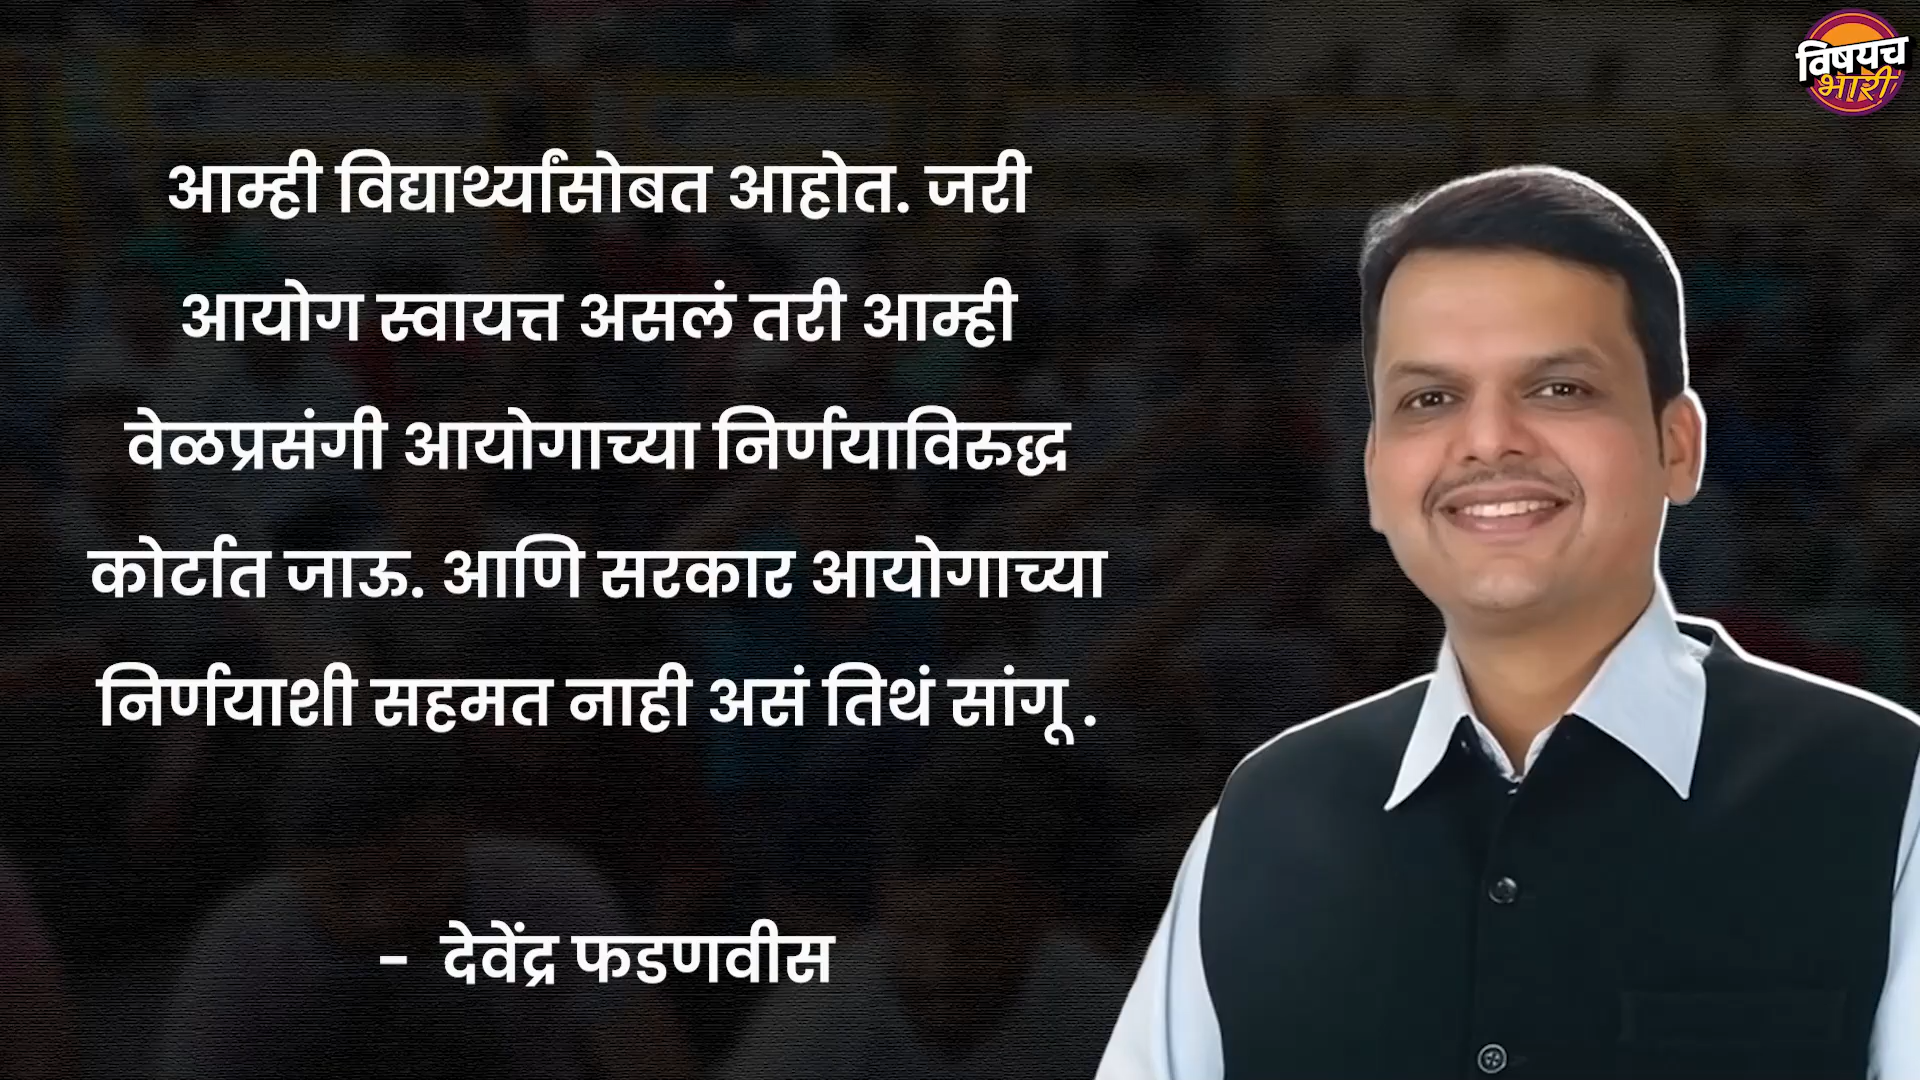 विषयच
भारी
आम्ही विद्यार्थ्यांसोबत आहोत. जरी
आयोग स्वायत्त असलं तरी आम्ही
वेळप्रसंगी आयोगाच्या निर्णयाविरुद्ध
कोर्टात जाऊ. आणि सरकार आयोगाच्या
निर्णयाशी सहमत नाही असं तिथं सांगू .
- देवेंद्र फडणवीस